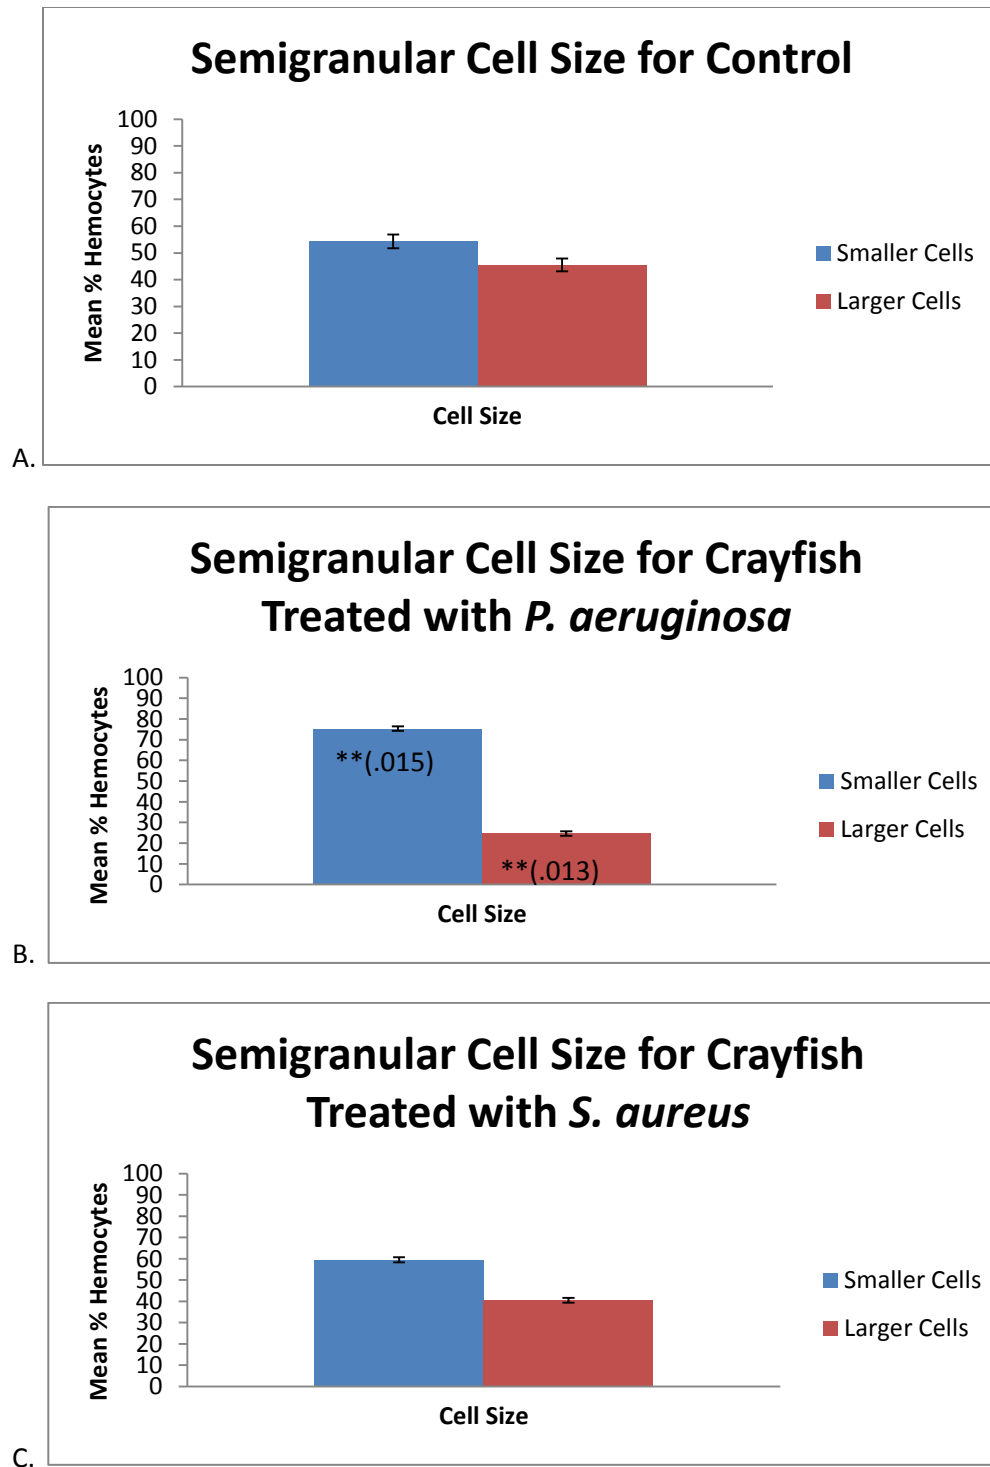 Semigranular Cell Size for Control
100
90
80
70
60
50
40
30
20
10
0
Mean % Hemocytes
Cell Size
Smaller Cells
Larger Cells
A.
Semigranular Cell Size for Crayfish
Treated with P. aeruginosa
100
90
80
70
60
50
40
30
20
10
0
Mean % Hemocytes
**(.015)
**(.013)
Cell Size
Smaller Cells
Larger Cells
B.
Semigranular Cell Size for Crayfish
Treated with S. aureus
100
90
80
70
60
50
40
30
20
10
0
Mean % Hemocytes
Cell Size
Smaller Cells
Larger Cells
C.